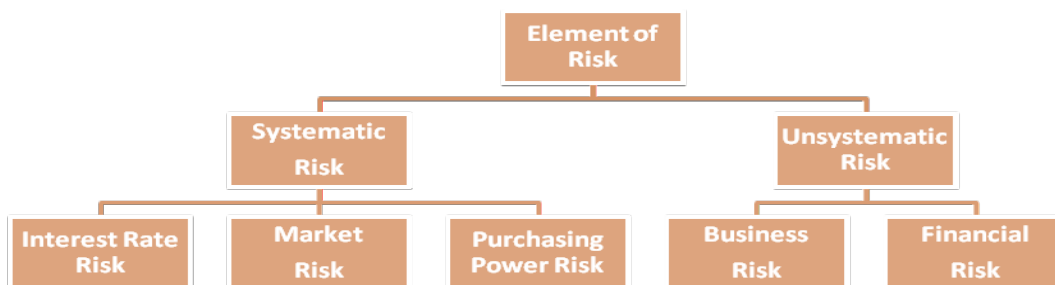 Element of
Risk
Systematic
Risk
Unsystematic
Risk
Interest Rate
Risk
Market
Risk
Purchasing
Power Risk
Business
Risk
Financial
Risk